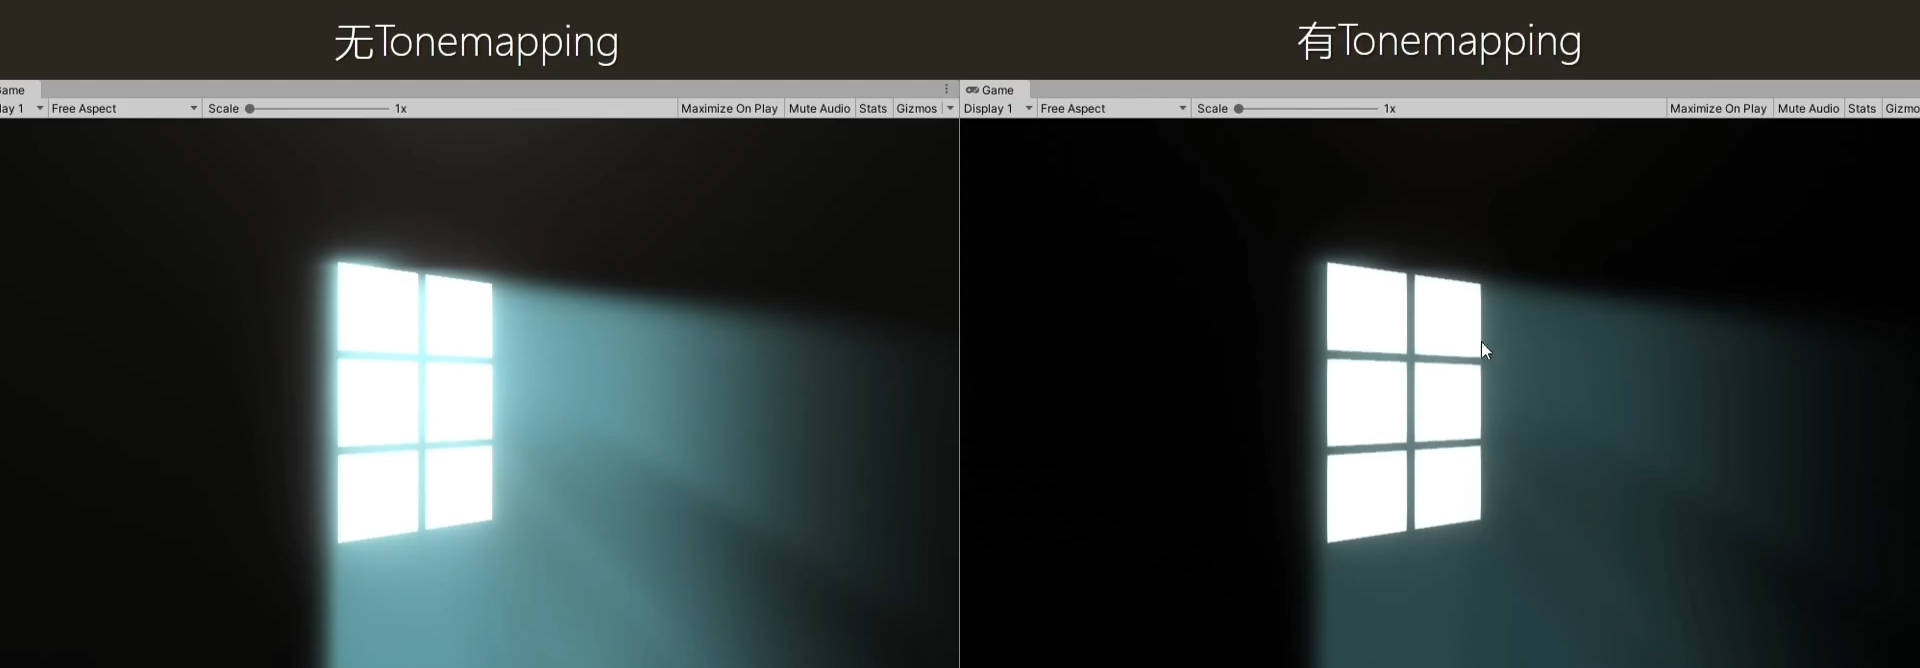 无Tonemapping
有Tonemapping
ame
lay 1 Free Aspect Scale 1x Maximize On Play Mute Audio Stats Gizmos
Game
Display 1 Free Aspect Scale 1x Maximize On Play Mute Audio Stats Gizmo